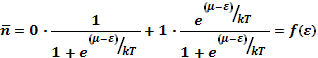 n̅ = 0 · 1 / (1 + e^((μ−ε)/kT)) + 1 · e^((μ−ε)/kT) / (1 + e^((μ−ε)/kT)) = f(ε)